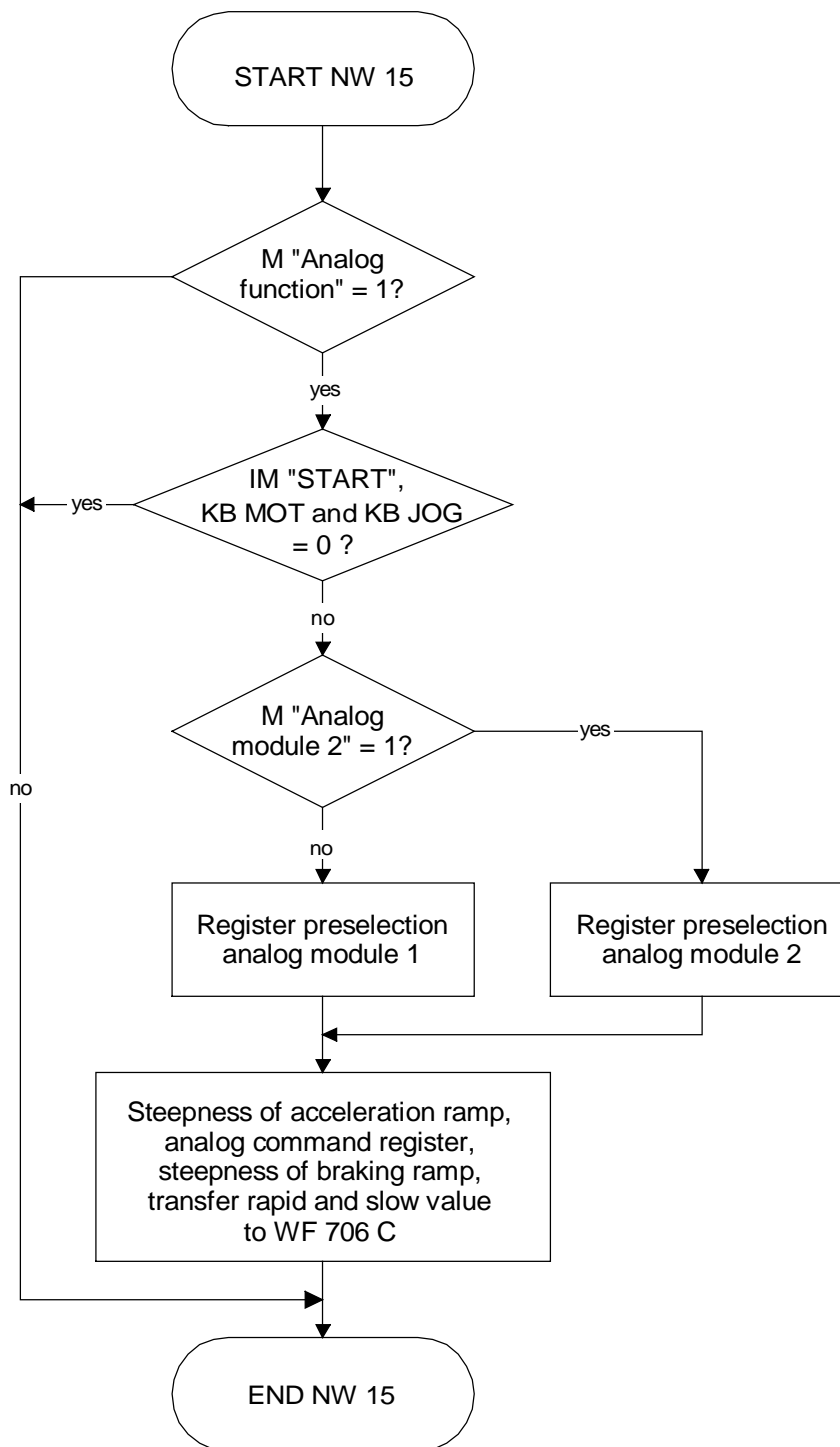 START NW 15
M "Analog
function" = 1?
yes
IM "START",
KB MOT and KB JOG
= 0 ?
yes
no
M "Analog
module 2" = 1?
yes
no
no
Register preselection
analog module 1
Register preselection
analog module 2
Steepness of acceleration ramp,
analog command register,
steepness of braking ramp,
transfer rapid and slow value
to WF 706 C
END NW 15